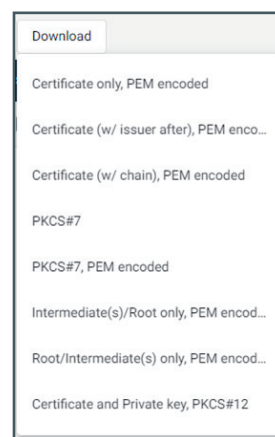 Download
Certificate only, PEM encoded
Certificate (w/ issuer after), PEM enco...
Certificate (w/ chain), PEM encoded
PKCS#7
PKCS#7, PEM encoded
Intermediate(s)/Root only, PEM encod...
Root/Intermediate(s) only, PEM encod...
Certificate and Private key, PKCS#12